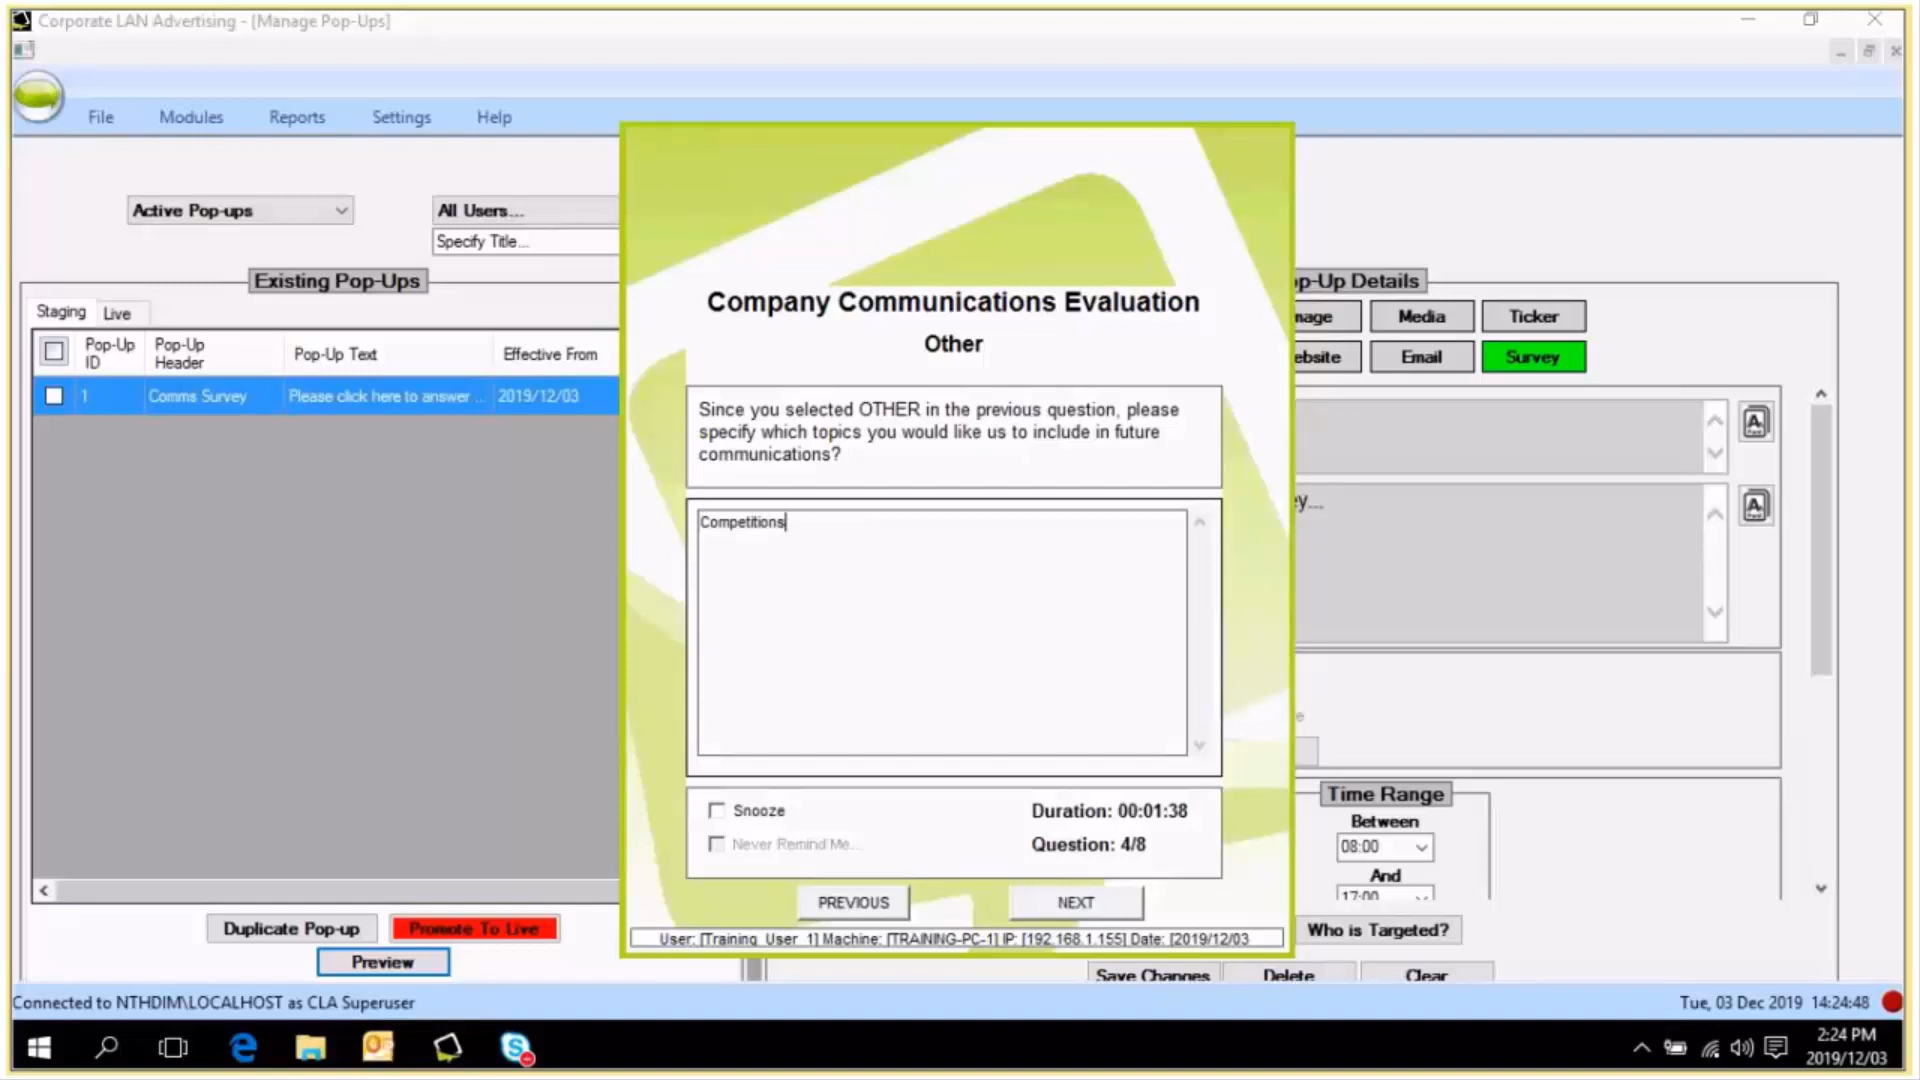 Corporate LAN Advertising - [Manage Pop-Ups]
File Modules Reports Settings Help
Active Pop-ups
All Users...
Specify Title...
Existing Pop-Ups
Staging Live
Pop-Up ID
Pop-Up Header
Pop-Up Text
Effective From
1 Comms Survey Please click here to answer ... 2019/12/03
Duplicate Pop-up
Promote To Live
Preview
Company Communications Evaluation
Other
Since you selected OTHER in the previous question, please
specify which topics you would like us to include in future
communications?
Competitions
Snooze
Duration: 00:01:38
Never Remind Me...
Question: 4/8
PREVIOUS
NEXT
User: [Training_User_1] Machine: [TRAINING-PC-1] IP: [192.168.1.155] Date: [2019/12/03
op-Up Details
mage
Media
Ticker
ebsite
Email
Survey
ey...
e
Time Range
Between
08:00
And
17:00
Who is Targeted?
Save Changes
Delete
Clear
Connected to NTHDIM\LOCALHOST as CLA Superuser
Tue, 03 Dec 2019 14:24:48
2:24 PM
2019/12/03